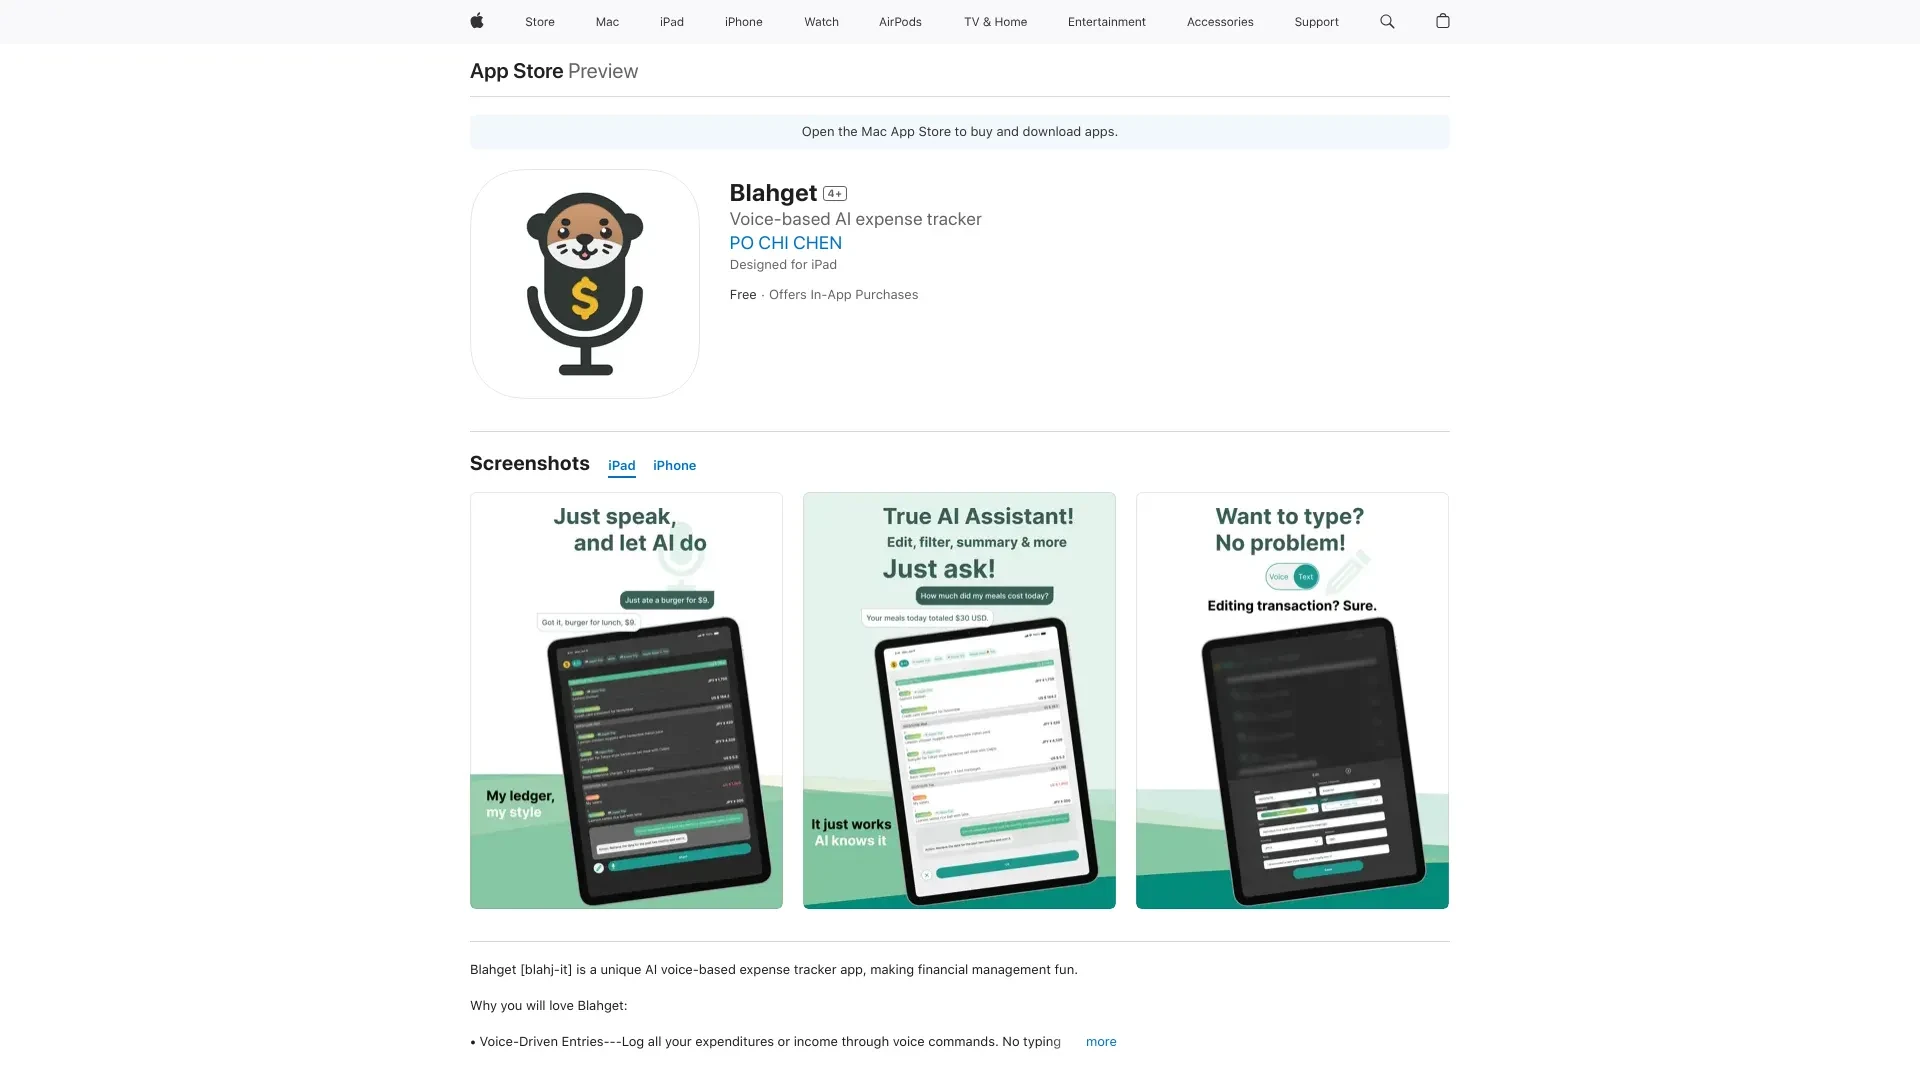 Store Mac iPad iPhone Watch AirPods TV & Home Entertainment Accessories Support
App Store Preview
Open the Mac App Store to buy and download apps.
Blahget 4+
Voice-based AI expense tracker
PO CHI CHEN
Designed for iPad
Free · Offers In-App Purchases
$
Screenshots iPad iPhone
Just speak,
and let AI do
Just ate a burger for $9.
Got it, burger for lunch, $9.
My ledger,
my style
True AI Assistant!
Edit, filter, summary & more
Just ask!
How much did my meals cost today?
Your meals today totaled $30 USD.
It just works
AI knows it
Want to type?
No problem!
Voice Text
Editing transaction? Sure.
Blahget [blahj-it] is a unique AI voice-based expense tracker app, making financial management fun.
Why you will love Blahget:
• Voice-Driven Entries---Log all your expenditures or income through voice commands. No typing more